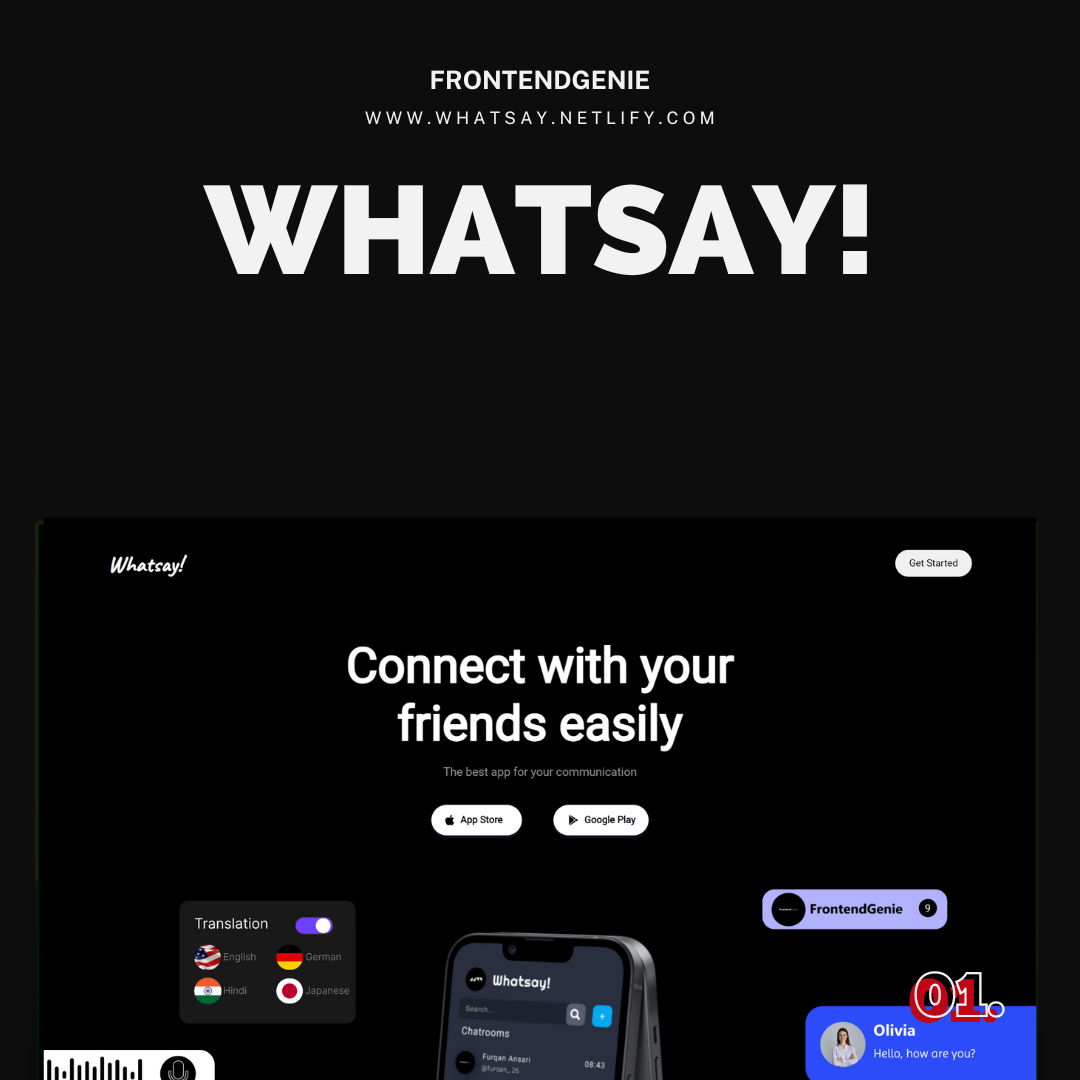 FRONTENDGENIE
WWW.WHATSAY.NETLIFY.COM
WHATSAY!
Whatsay!
Get Started
Connect with your
friends easily
The best app for your communication
App Store
Google Play
Translation
English
German
Hindi
Japanese
FrontendGenie
9
Whatsay!
Search...
+
Chatrooms
Furqan Ansari
@furqan_26
08:43
01.
Olivia
Hello, how are you?